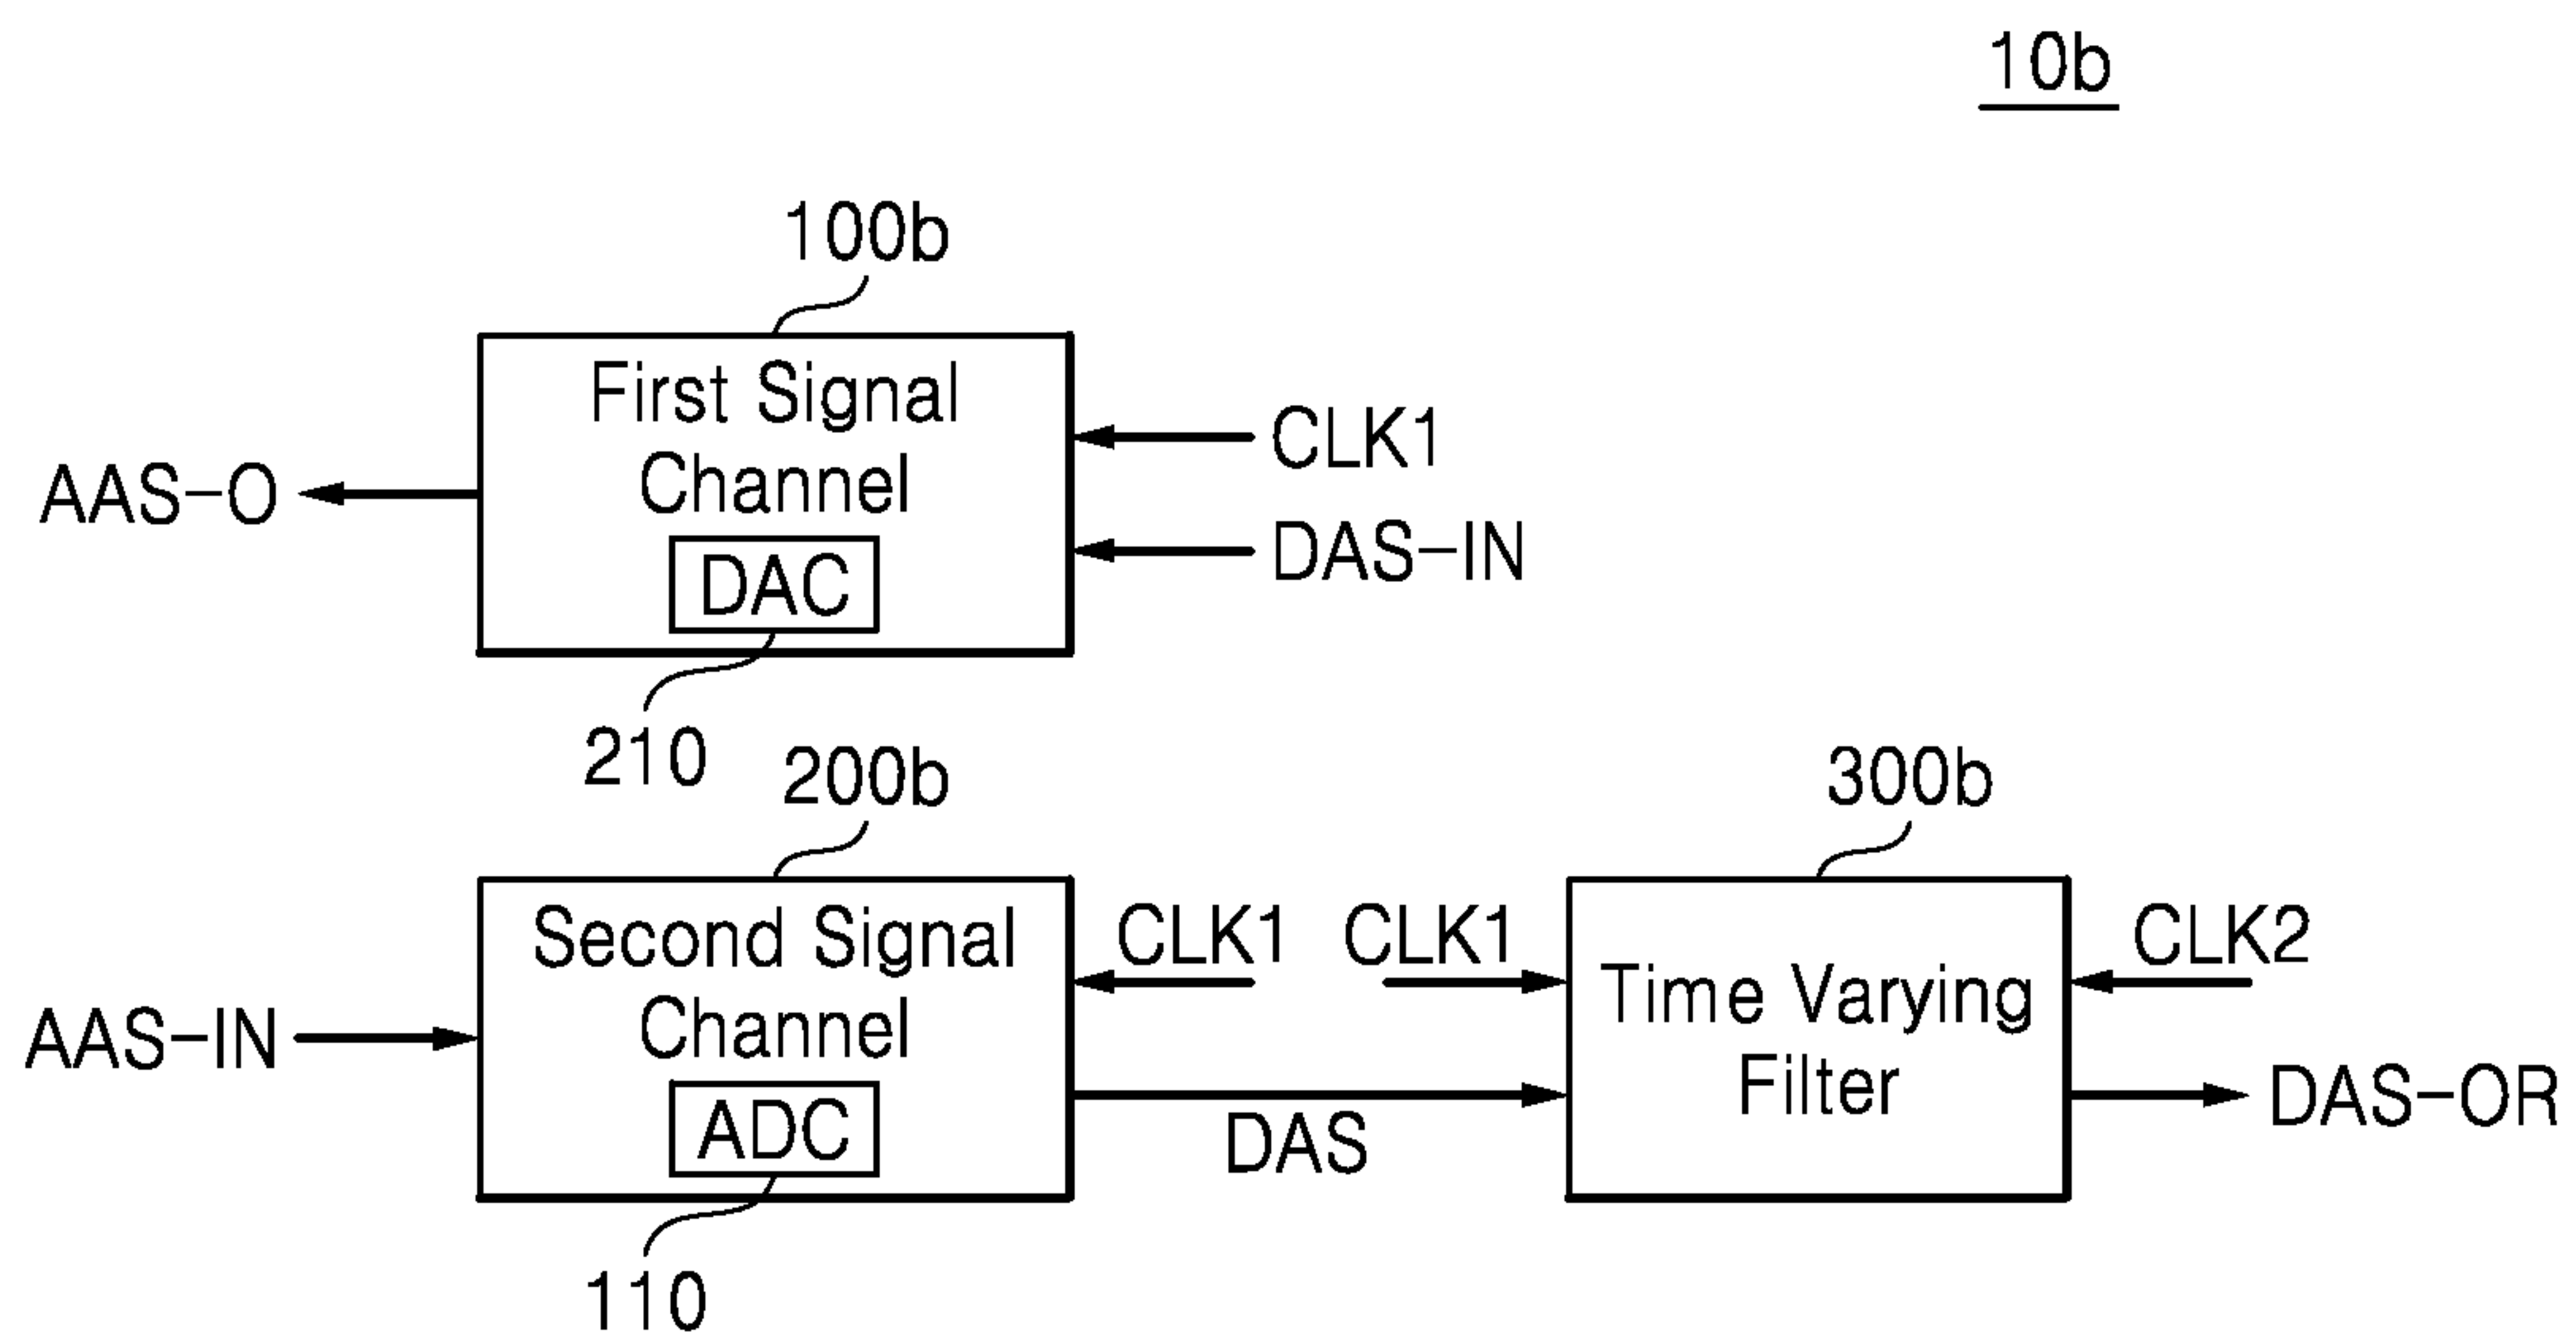 10b
100b
First Signal
Channel
DAC
CLK1
DAS-IN
AAS-O
210
200b
300b
Second Signal
Channel
ADC
AAS-IN
CLK1
CLK1
DAS
Time Varying
Filter
CLK2
DAS-OR
110